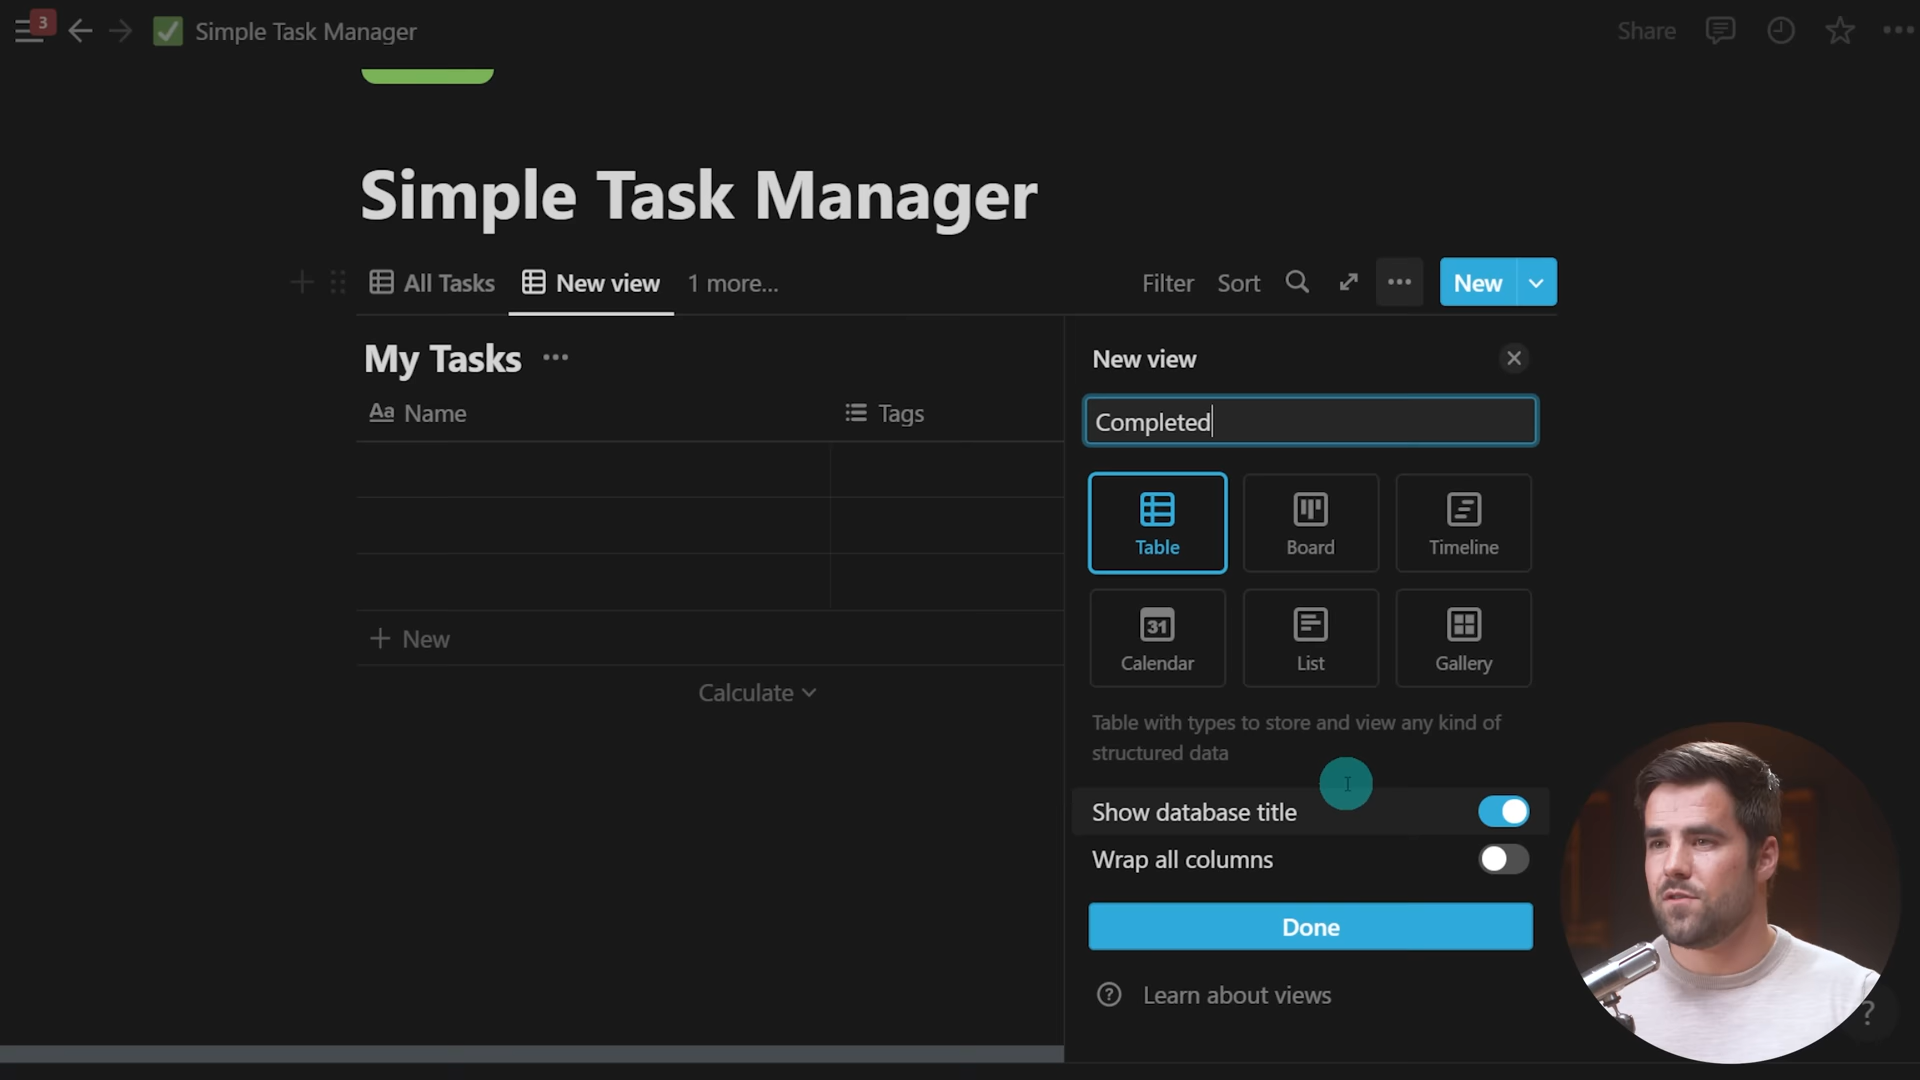 3
Simple Task Manager
Share
Simple Task Manager
All Tasks
New view
1 more...
Filter
Sort
New
My Tasks
New view
Aa Name
Tags
Completed
Table
Board
Timeline
31
Calendar
List
Gallery
+ New
Calculate
Table with types to store and view any kind of
structured data
Show database title
Wrap all columns
Done
? Learn about views
?